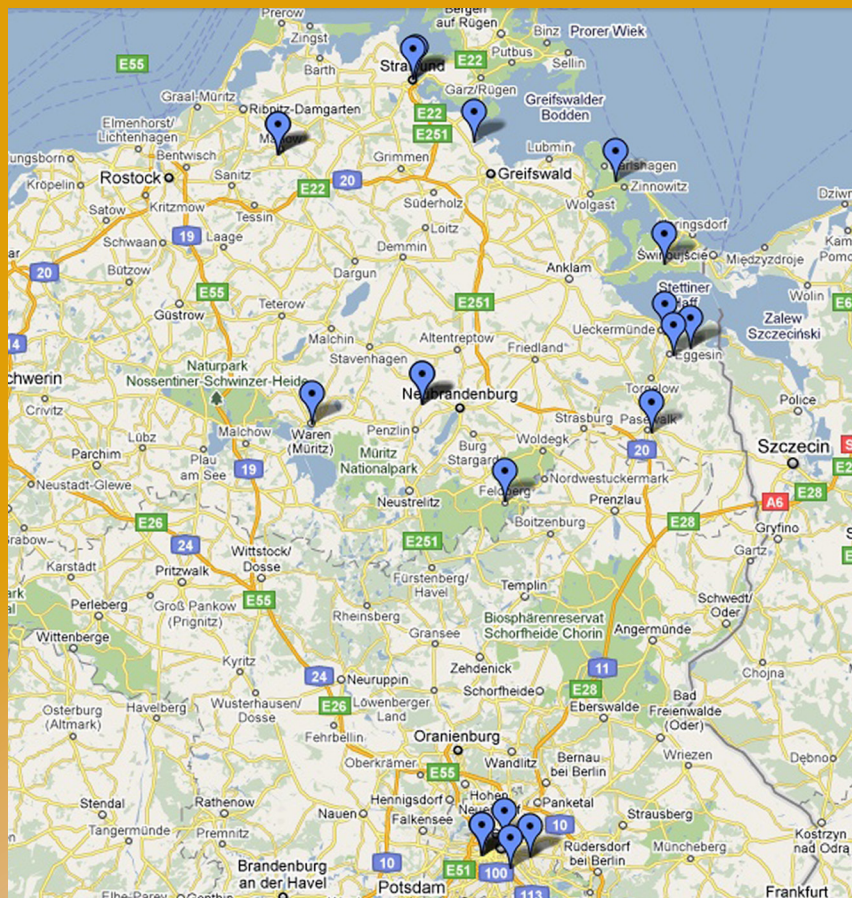 Bergen
auf Rügen
Prerow
Zingst
Binz
Prorer Wiek
Putbus
E55
Barth
E22
Sellin
Graal-Müritz
Ribnitz-Damgarten
Garz/Rügen
Greifswalder
Bodden
E22
Elmenhorst/
Lichtenhagen
E251
Lubmin
Bentwisch
Grimmen
Kröpelin
Rostock
Sanitz
20
Greifswald
Zinnowitz
E22
Wolgast
Satow
Kritzmow
Tessin
Süderholz
Loitz
Schwaan
19
Laage
Demmin
Świnoujście
Międzyzdroje
20
Bützow
Dargun
Anklam
E55
Stettiner
Wolin
Güstrow
Teterow
E251
Zalew
Szczeciński
Ueckermünde
14
Malchin
Altentreptow
Eggesin
Stavenhagen
Friedland
Naturpark
Nossentiner-Schwinzer-Heide
Torgelow
Crivitz
Neubrandenburg
Police
Malchow
Waren
(Müritz)
Penzlin
Strasburg
Pasewalk
Lübz
Burg
Stargard
Woldegk
20
Szczecin
Parchim
Plau
am See
Müritz
Nationalpark
19
Neustadt-Glewe
Feldberg
Nordwestuckermark
E28
Neustrelitz
Prenzlau
A6
E26
Boitzenburg
E28
Gryfino
24
E251
Gartz
Karstädt
Pritzwalk
Wittstock/
Dosse
Fürstenberg/
Havel
Templin
Perleberg
Groß Pankow
(Prignitz)
E55
Rheinsberg
Biosphärenreservat
Schorfheide Chorin
Schwedt/
Oder
Wittenberge
Gransee
Angermünde
Kyritz
Zehdenick
11
Chojna
24
Neuruppin
Schorfheide
E28
Bad
Freienwalde
(Oder)
Osterburg
(Altmark)
Havelberg
Wusterhausen/
Dosse
E26
Löwenberger
Land
Eberswalde
Fehrbellin
Oranienburg
Wriezen
Dębno
Oberkrämer
E55
Wandlitz
Bernau
bei Berlin
Stendal
Rathenow
Nauen
Hennigsdorf
Hohen
Panketal
Strausberg
Tangermünde
Premnitz
Falkensee
10
Rüdersdorf
bei Berlin
Müncheberg
Kostrzyn
nad Odrą
Brandenburg
an der Havel
10
E51
100
Potsdam
113
Frankfurt